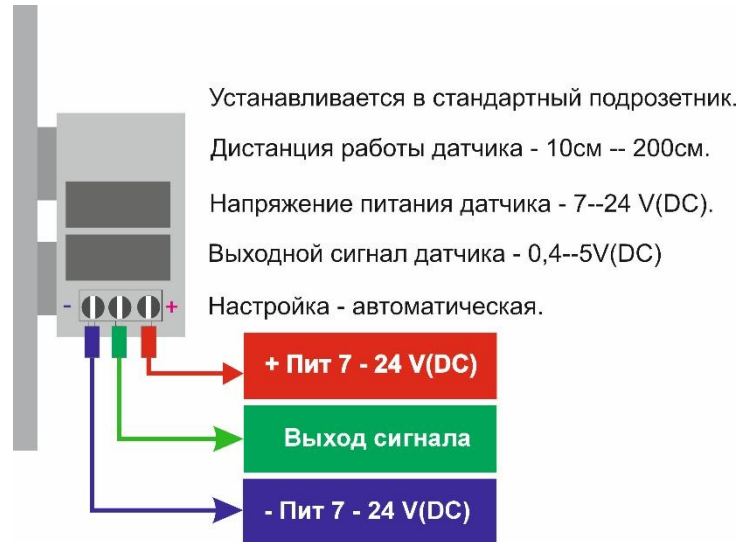 Устанавливается в стандартный подрозетник.
Дистанция работы датчика - 10см -- 200см.
Напряжение питания датчика - 7--24 V(DC).
Выходной сигнал датчика - 0,4--5V(DC)
Настройка - автоматическая.
- +
+ Пит 7 - 24 V(DC)
Выход сигнала
- Пит 7 - 24 V(DC)